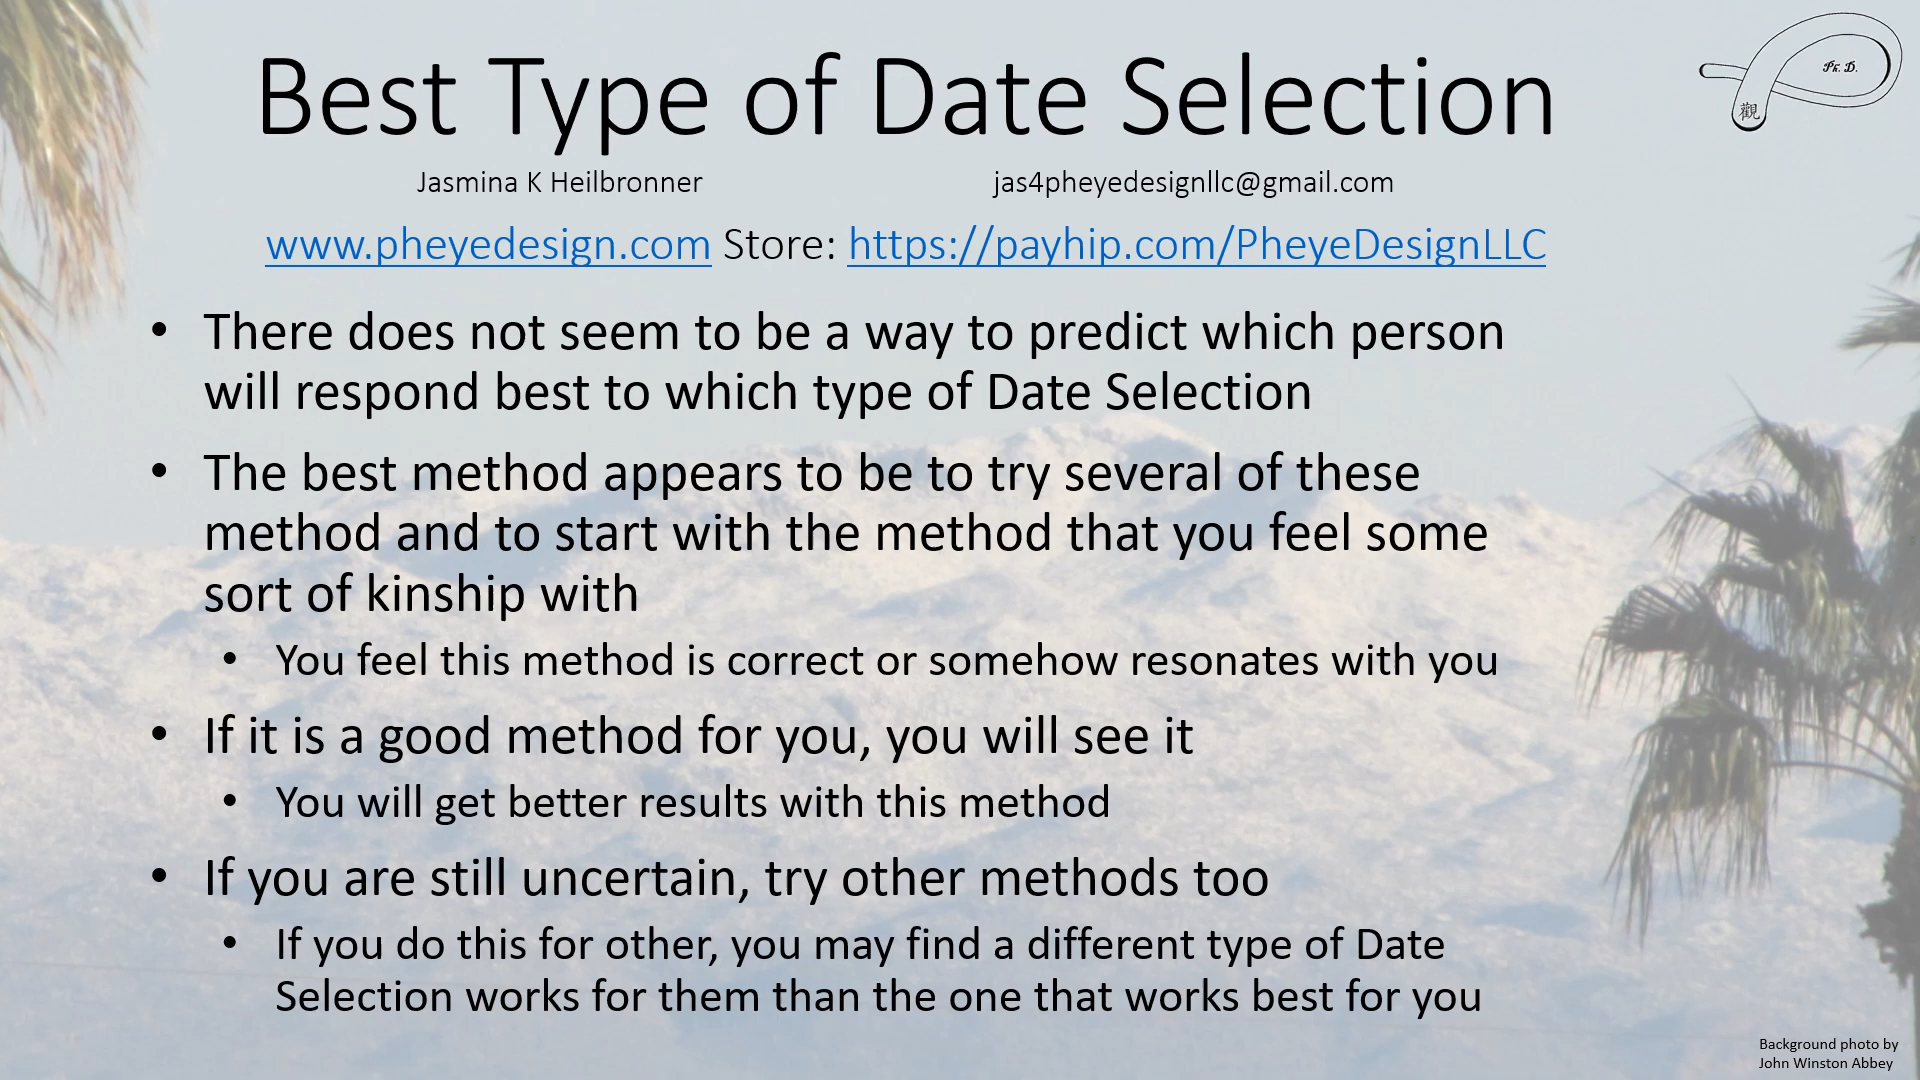 Best Type of Date Selection
Ph. D.
觀
Jasmina K Heilbronner jas4pheyedesignllc@gmail.com
www.pheyedesign.com Store: https://payhip.com/PheyeDesignLLC
• There does not seem to be a way to predict which person
will respond best to which type of Date Selection
• The best method appears to be to try several of these
method and to start with the method that you feel some
sort of kinship with
• You feel this method is correct or somehow resonates with you
• If it is a good method for you, you will see it
• You will get better results with this method
• If you are still uncertain, try other methods too
• If you do this for other, you may find a different type of Date
Selection works for them than the one that works best for you
Background photo by
John Winston Abbey